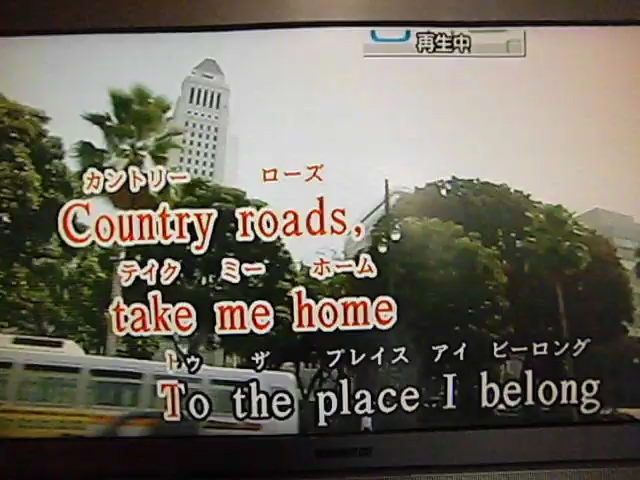 再生中
カントリー ローズ
Country roads,
テイク ミー ホーム
take me home
トゥ ザ プレイス アイ ビーロング
To the place I belong